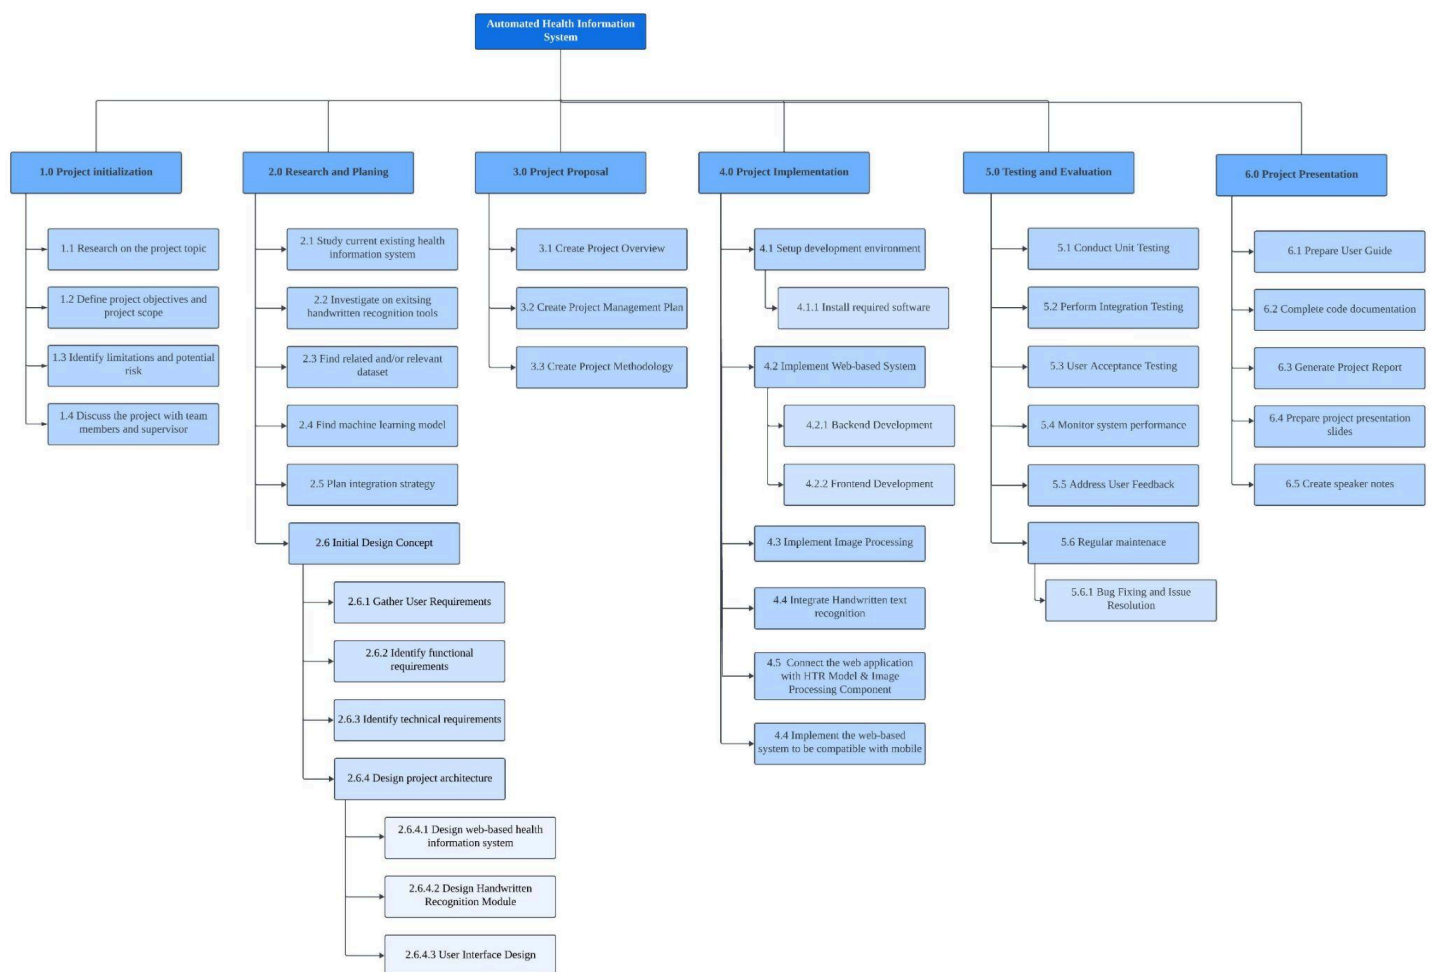 Automated Health Information
System
1.0 Project initialization
1.1 Research on the project topic
1.2 Define project objectives and
project scope
1.3 Identify limitations and potential
risk
1.4 Discuss the project with team
members and supervisor
2.0 Research and Planing
2.1 Study current existing health
information system
2.2 Investigate on exitsing
handwritten recognition tools
2.3 Find related and/or relevant
dataset
2.4 Find machine learning model
2.5 Plan integration strategy
2.6 Initial Design Concept
2.6.1 Gather User Requirements
2.6.2 Identify functional
requirements
2.6.3 Identify technical requirements
2.6.4 Design project architecture
2.6.4.1 Design web-based health
information system
2.6.4.2 Design Handwritten
Recognition Module
2.6.4.3 User Interface Design
3.0 Project Proposal
3.1 Create Project Overview
3.2 Create Project Management Plan
3.3 Create Project Methodology
4.0 Project Implementation
4.1 Setup development environment
4.1.1 Install required software
4.2 Implement Web-based System
4.2.1 Backend Development
4.2.2 Frontend Development
4.3 Implement Image Processing
4.4 Integrate Handwritten text
recognition
4.5 Connect the web application
with HTR Model & Image
Processing Component
4.4 Implement the web-based
system to be compatible with mobile
5.0 Testing and Evaluation
5.1 Conduct Unit Testing
5.2 Perform Integration Testing
5.3 User Acceptance Testing
5.4 Monitor system performance
5.5 Address User Feedback
5.6 Regular maintenace
5.6.1 Bug Fixing and Issue
Resolution
6.0 Project Presentation
6.1 Prepare User Guide
6.2 Complete code documentation
6.3 Generate Project Report
6.4 Prepare project presentation
slides
6.5 Create speaker notes